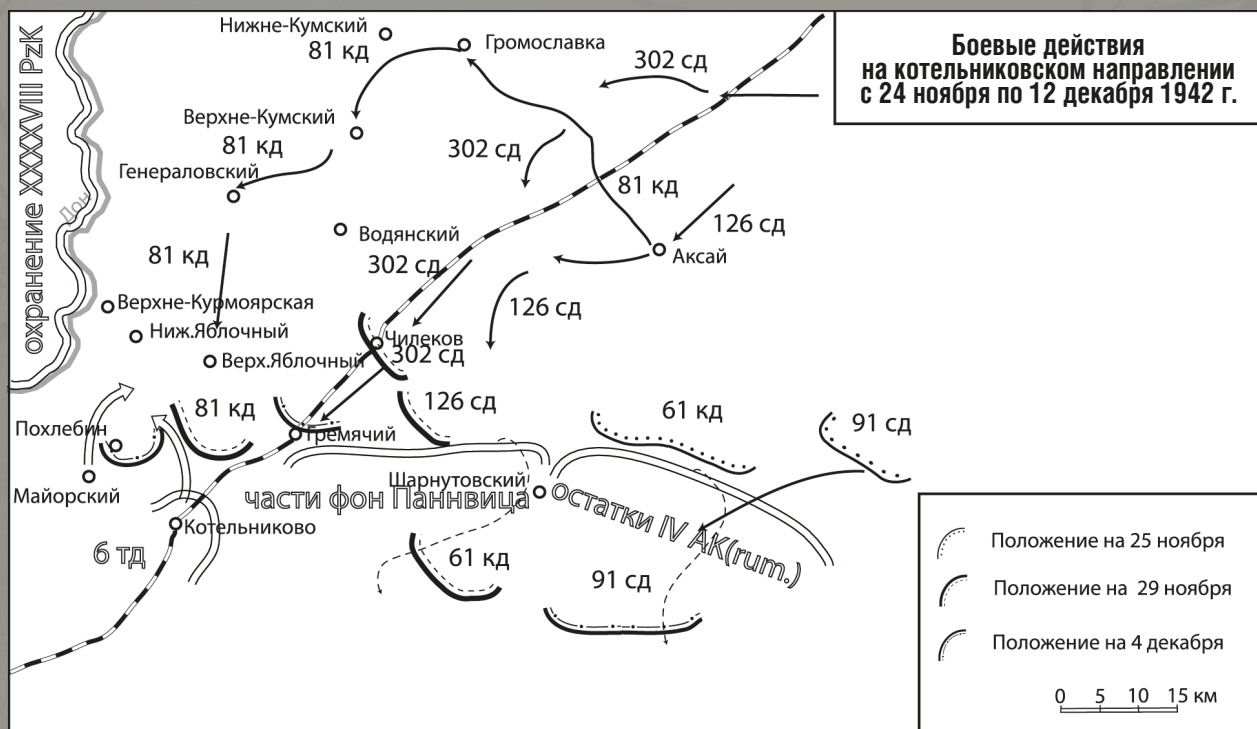 Боевые действия
на котельниковском направлении
с 24 ноября по 12 декабря 1942 г.
Нижне-Кумский
81 кд
Громославка
302 сд
Верхне-Кумский
81 кд
302 сд
Генераловский
81 кд
126 сд
охранение XXXXVIII PzK
Дон
Водянский
Аксай
81 кд
302 сд
Верхне-Курмоярская
126 сд
Ниж.Яблочный
Чилеков
302 сд
Верх.Яблочный
81 кд
126 сд
61 кд
91 сд
Похлебин
Гремячий
Майорский
Шарнутовский
части фон Паннвица
остатки IV АК(rum.)
Котельниково
6 тд
61 кд
91 сд
Положение на 25 ноября
Положение на 29 ноября
Положение на 4 декабря
0 5 10 15 км